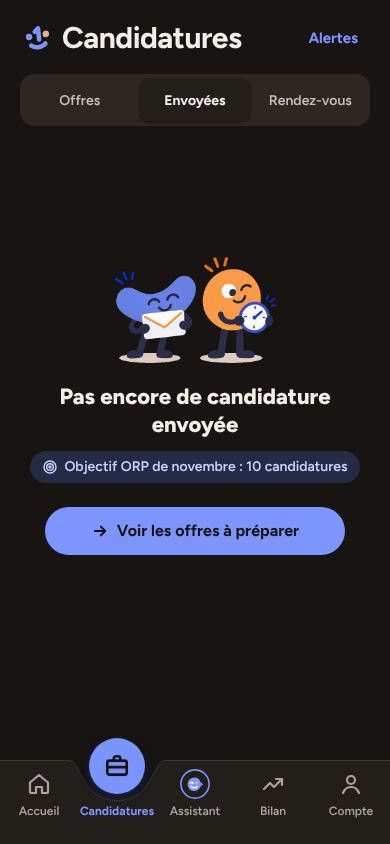 Candidatures
Alertes
Offres
Envoyées
Rendez-vous
Pas encore de candidature
envoyée
Objectif ORP de novembre : 10 candidatures
Voir les offres à préparer
Accueil
Candidatures
Assistant
Bilan
Compte